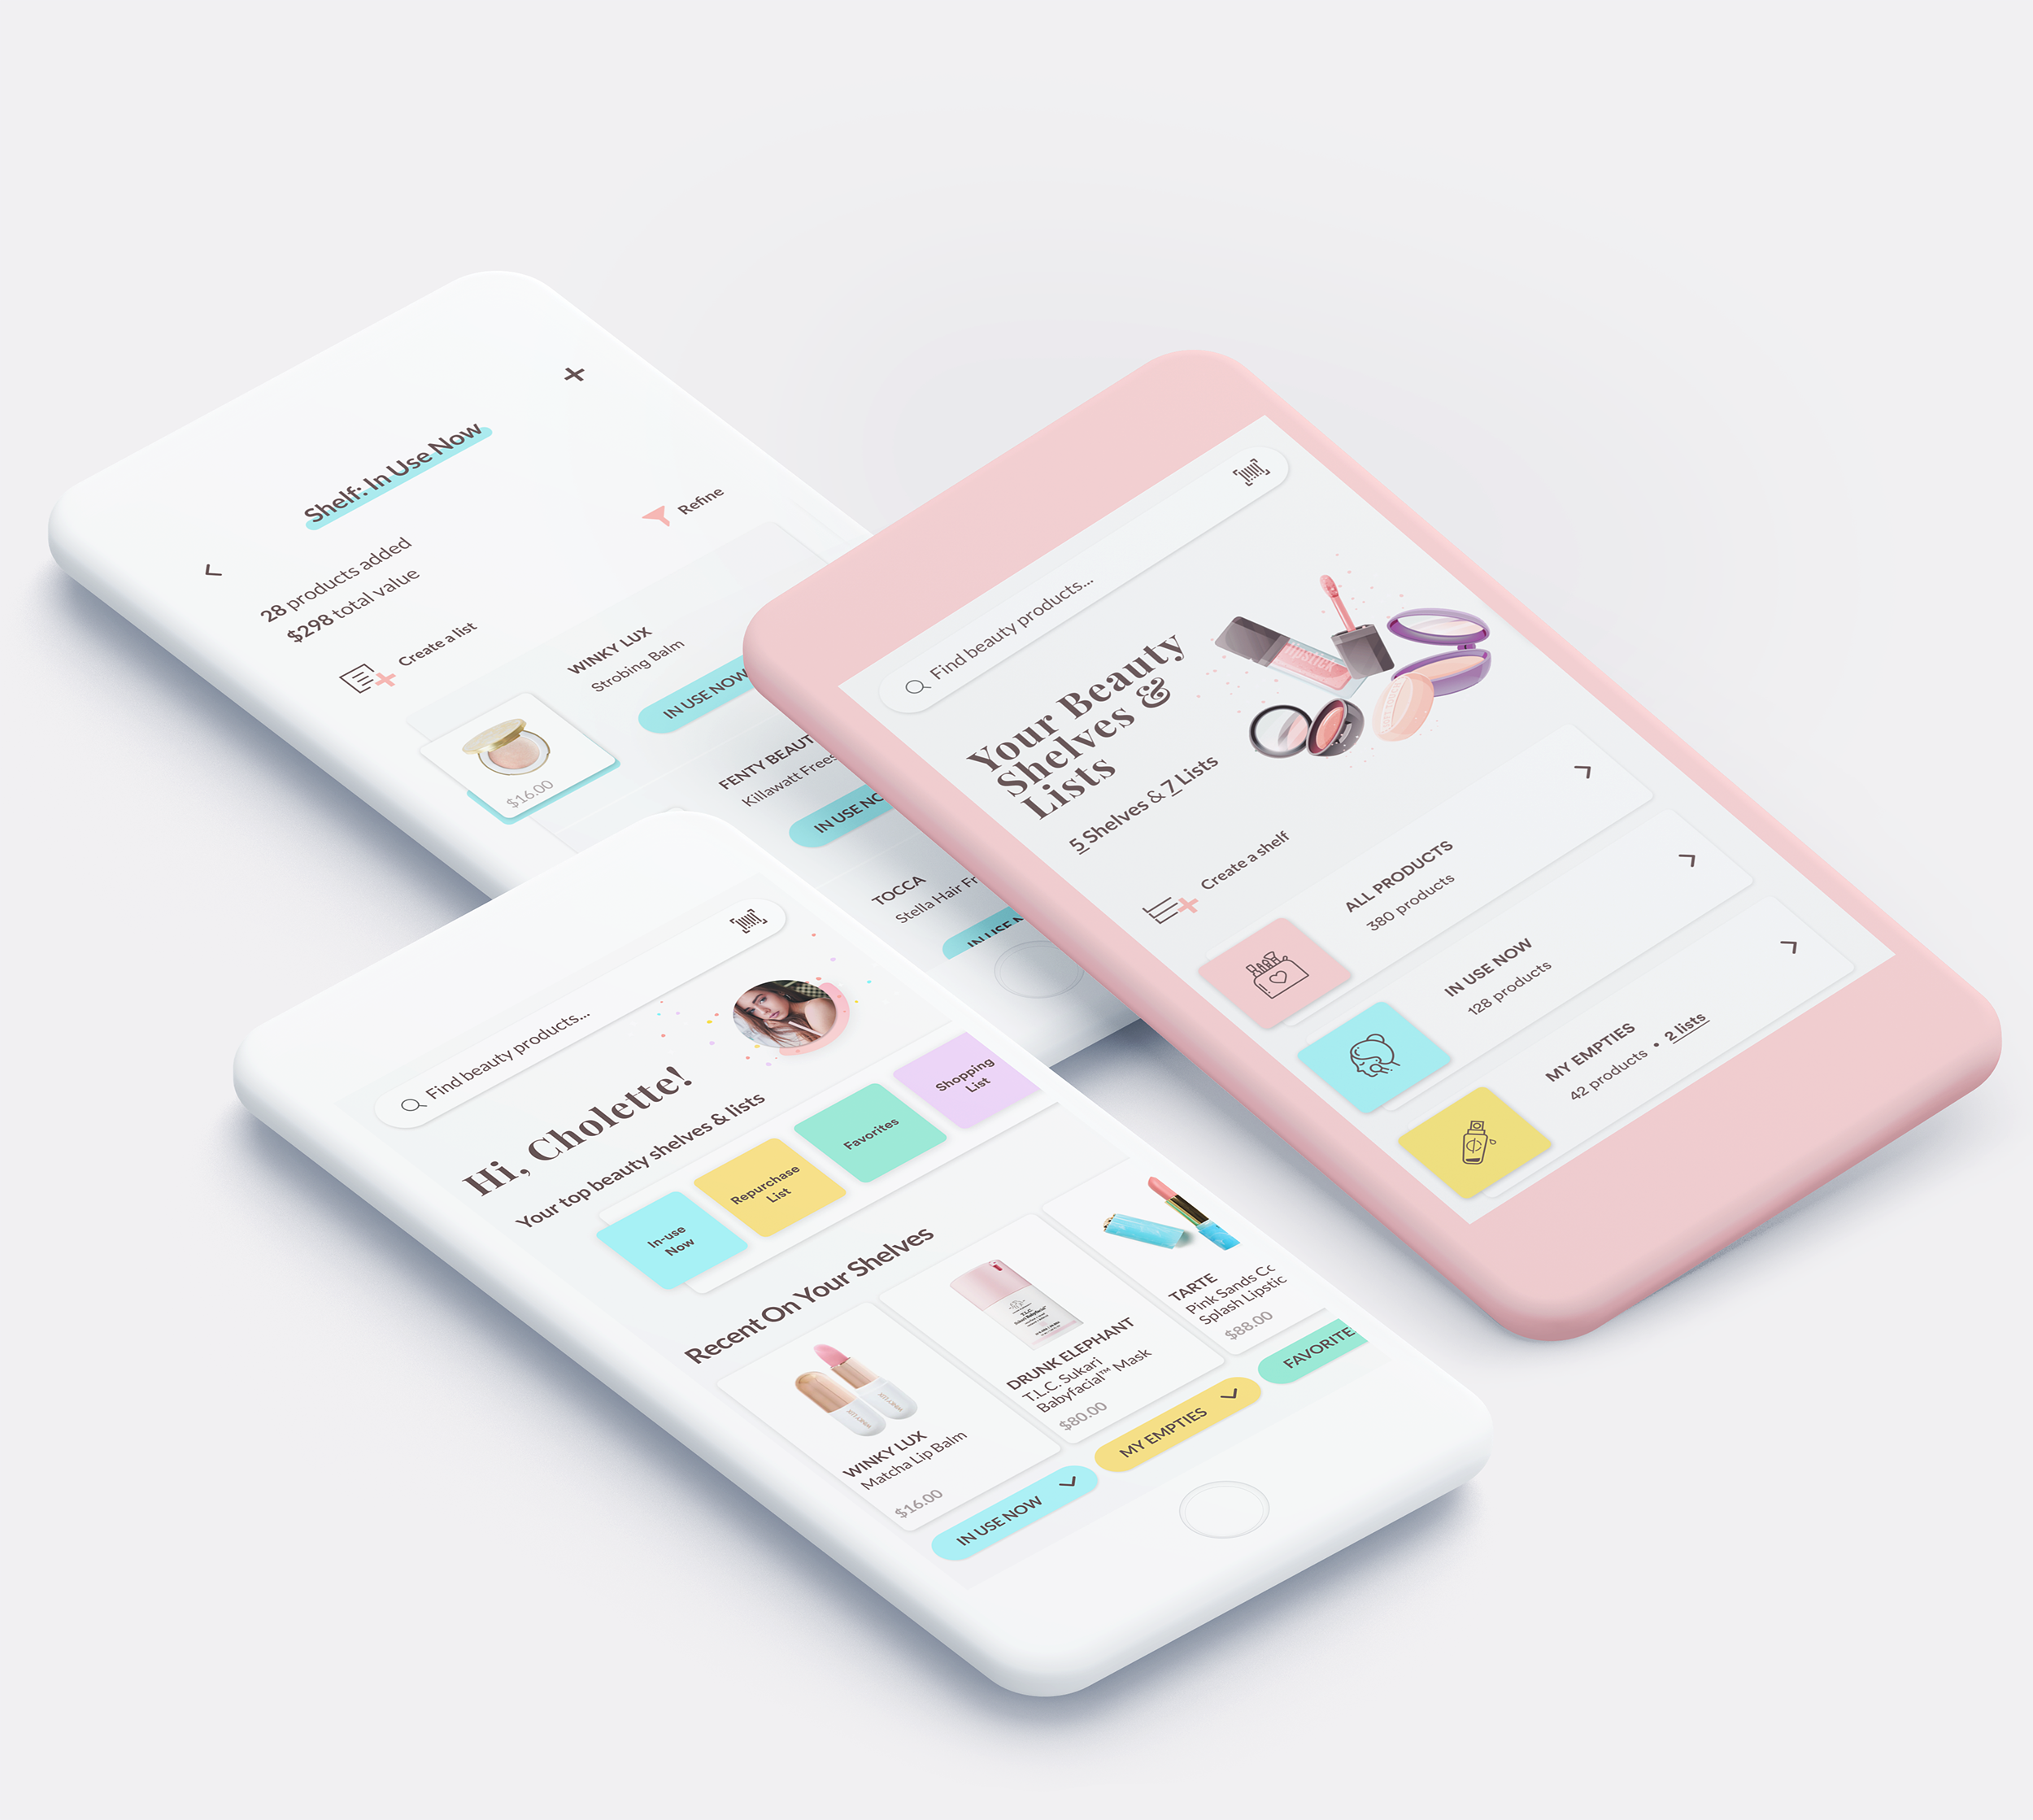 Shelf: In Use Now
28 products added
$298 total value
Refine
Create a list
WINKY LUX
Strobing Balm
IN USE NOW
$16.00
FENTY BEAUT
Killawatt Frees
IN USE NO
TOCCA
Stella Hair Fr
IN USE N
Find beauty products...
Your Beauty
Shelves &
Lists
lipstick
5 Shelves & 7 Lists
Create a shelf
ALL PRODUCTS
380 products
IN USE NOW
128 products
MY EMPTIES
42 products • 2 lists
Find beauty products...
Hi, Cholette!
Your top beauty shelves & lists
In-use
Now
Repurchase
List
Favorites
Shopping
List
Recent On Your Shelves
WINKY LUX
Matcha Lip Balm
$16.00
IN USE NOW
DRUNK ELEPHANT
T.L.C. Sukari
Babyfacial™ Mask
$80.00
MY EMPTIES
TARTE
Pink Sands Co
Splash Lipstic
$88.00
FAVORITE